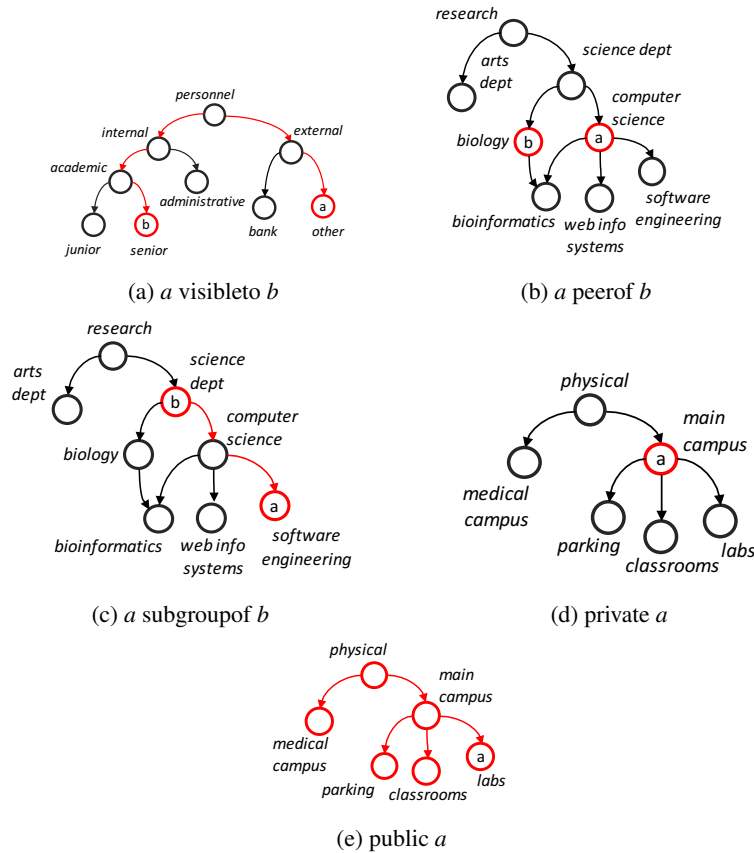 personnel
internal
external
academic
administrative
b
a
junior
senior
bank
other
(a) a visibleto b
research
arts
dept
science dept
computer
science
biology
b
a
bioinformatics
web info
systems
software
engineering
(b) a peerof b
research
arts
dept
science
dept
b
computer
science
biology
a
bioinformatics
web info
systems
software
engineering
(c) a subgroupof b
physical
main
campus
a
medical
campus
parking
classrooms
labs
(d) private a
physical
main
campus
medical
campus
a
parking
classrooms
labs
(e) public a